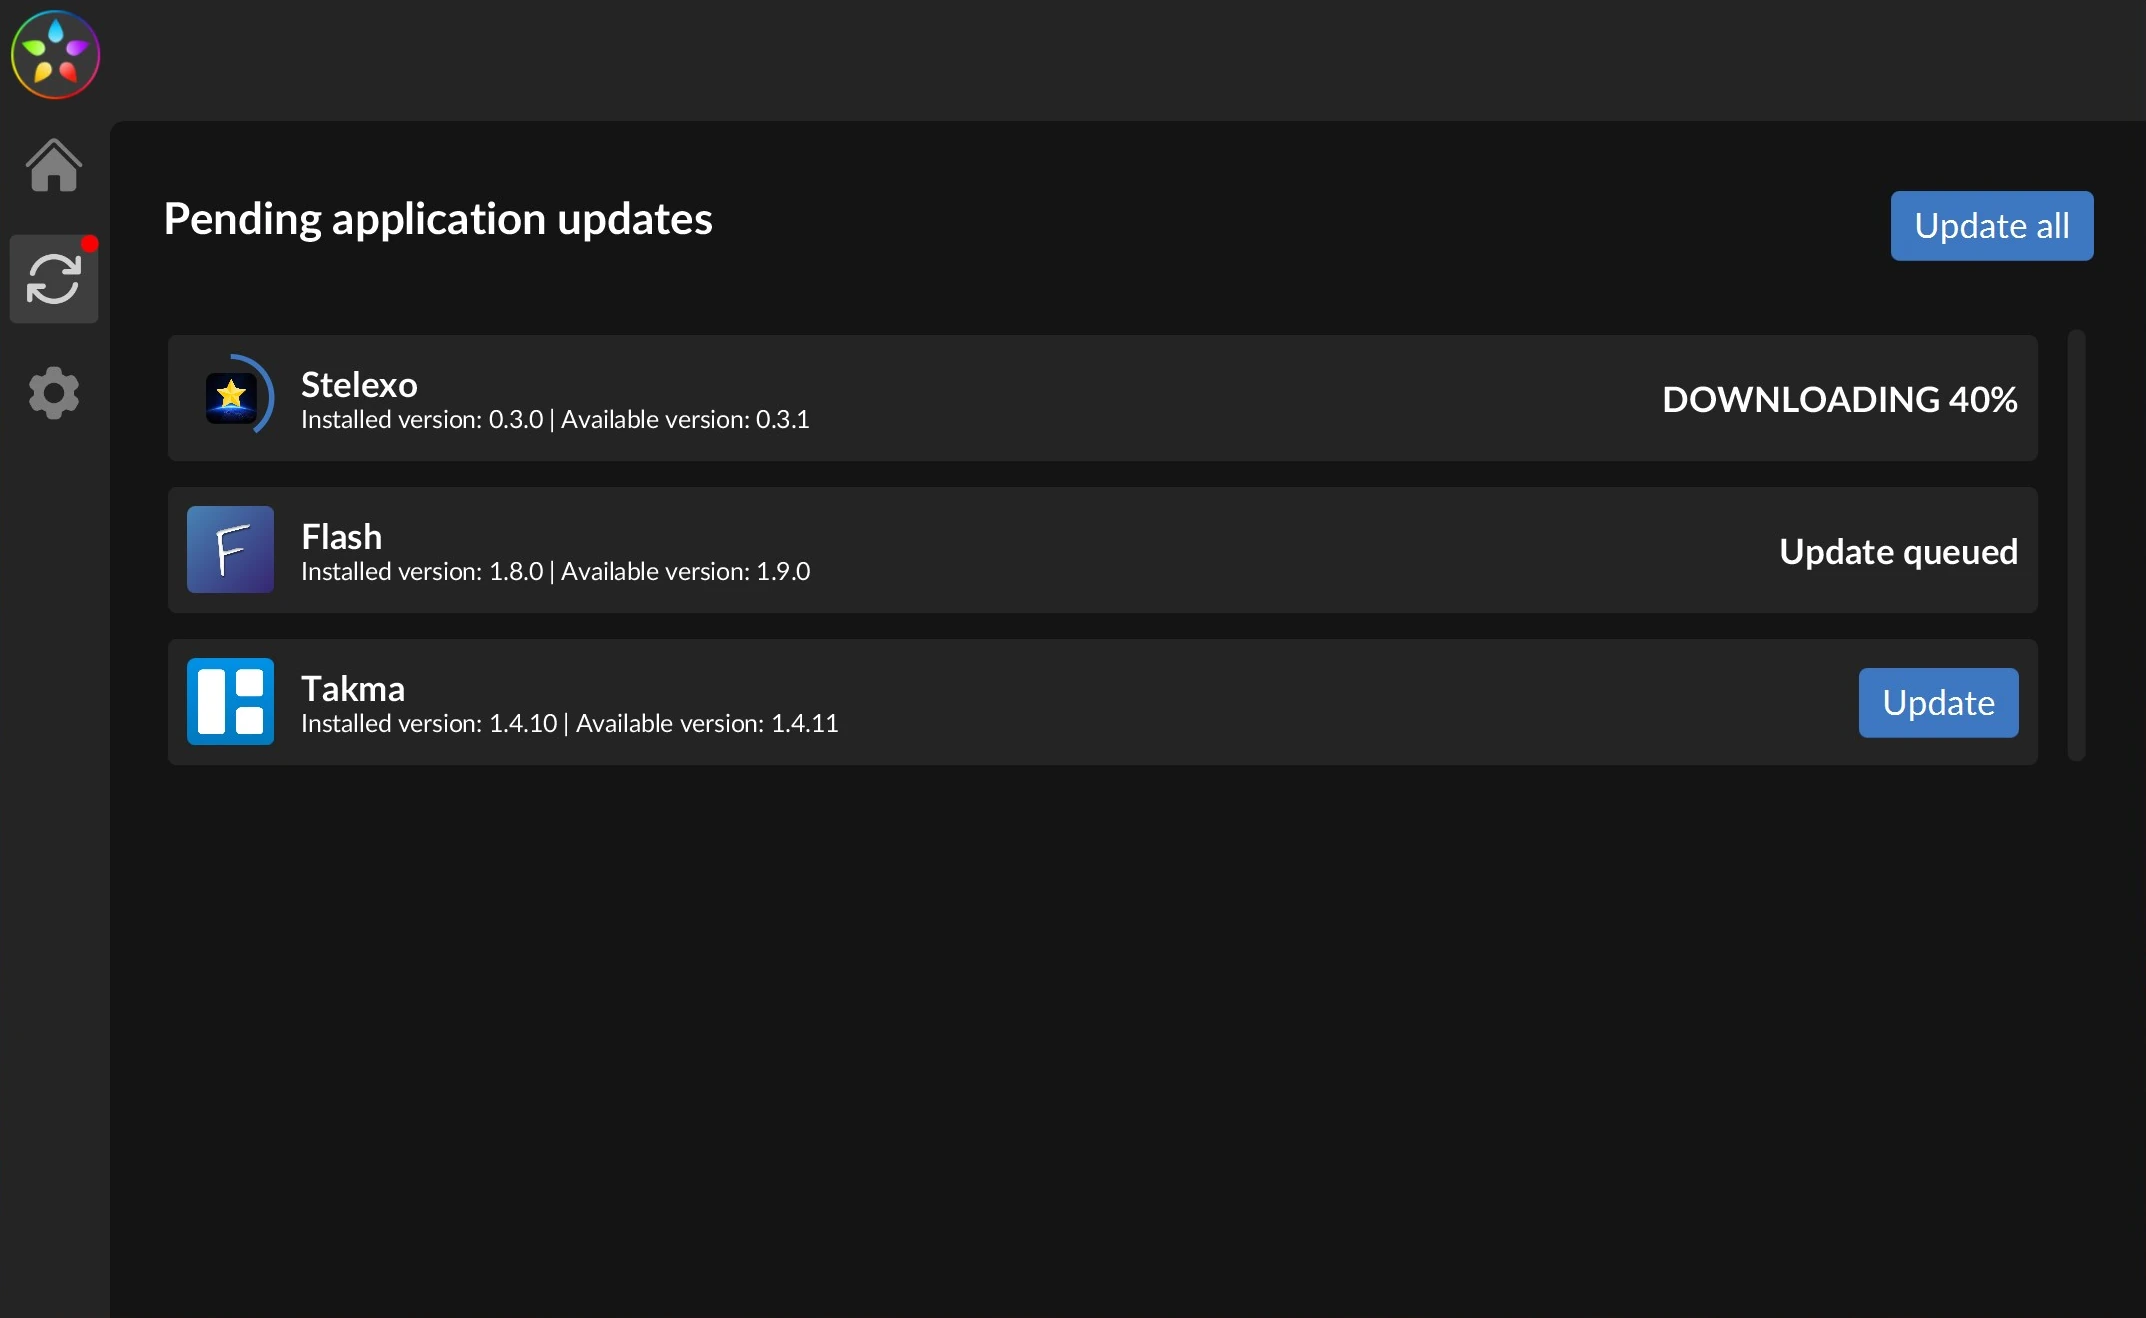 Pending application updates
Update all
Stelexo
Installed version: 0.3.0 | Available version: 0.3.1
DOWNLOADING 40%
F
Flash
Installed version: 1.8.0 | Available version: 1.9.0
Update queued
Takma
Installed version: 1.4.10 | Available version: 1.4.11
Update